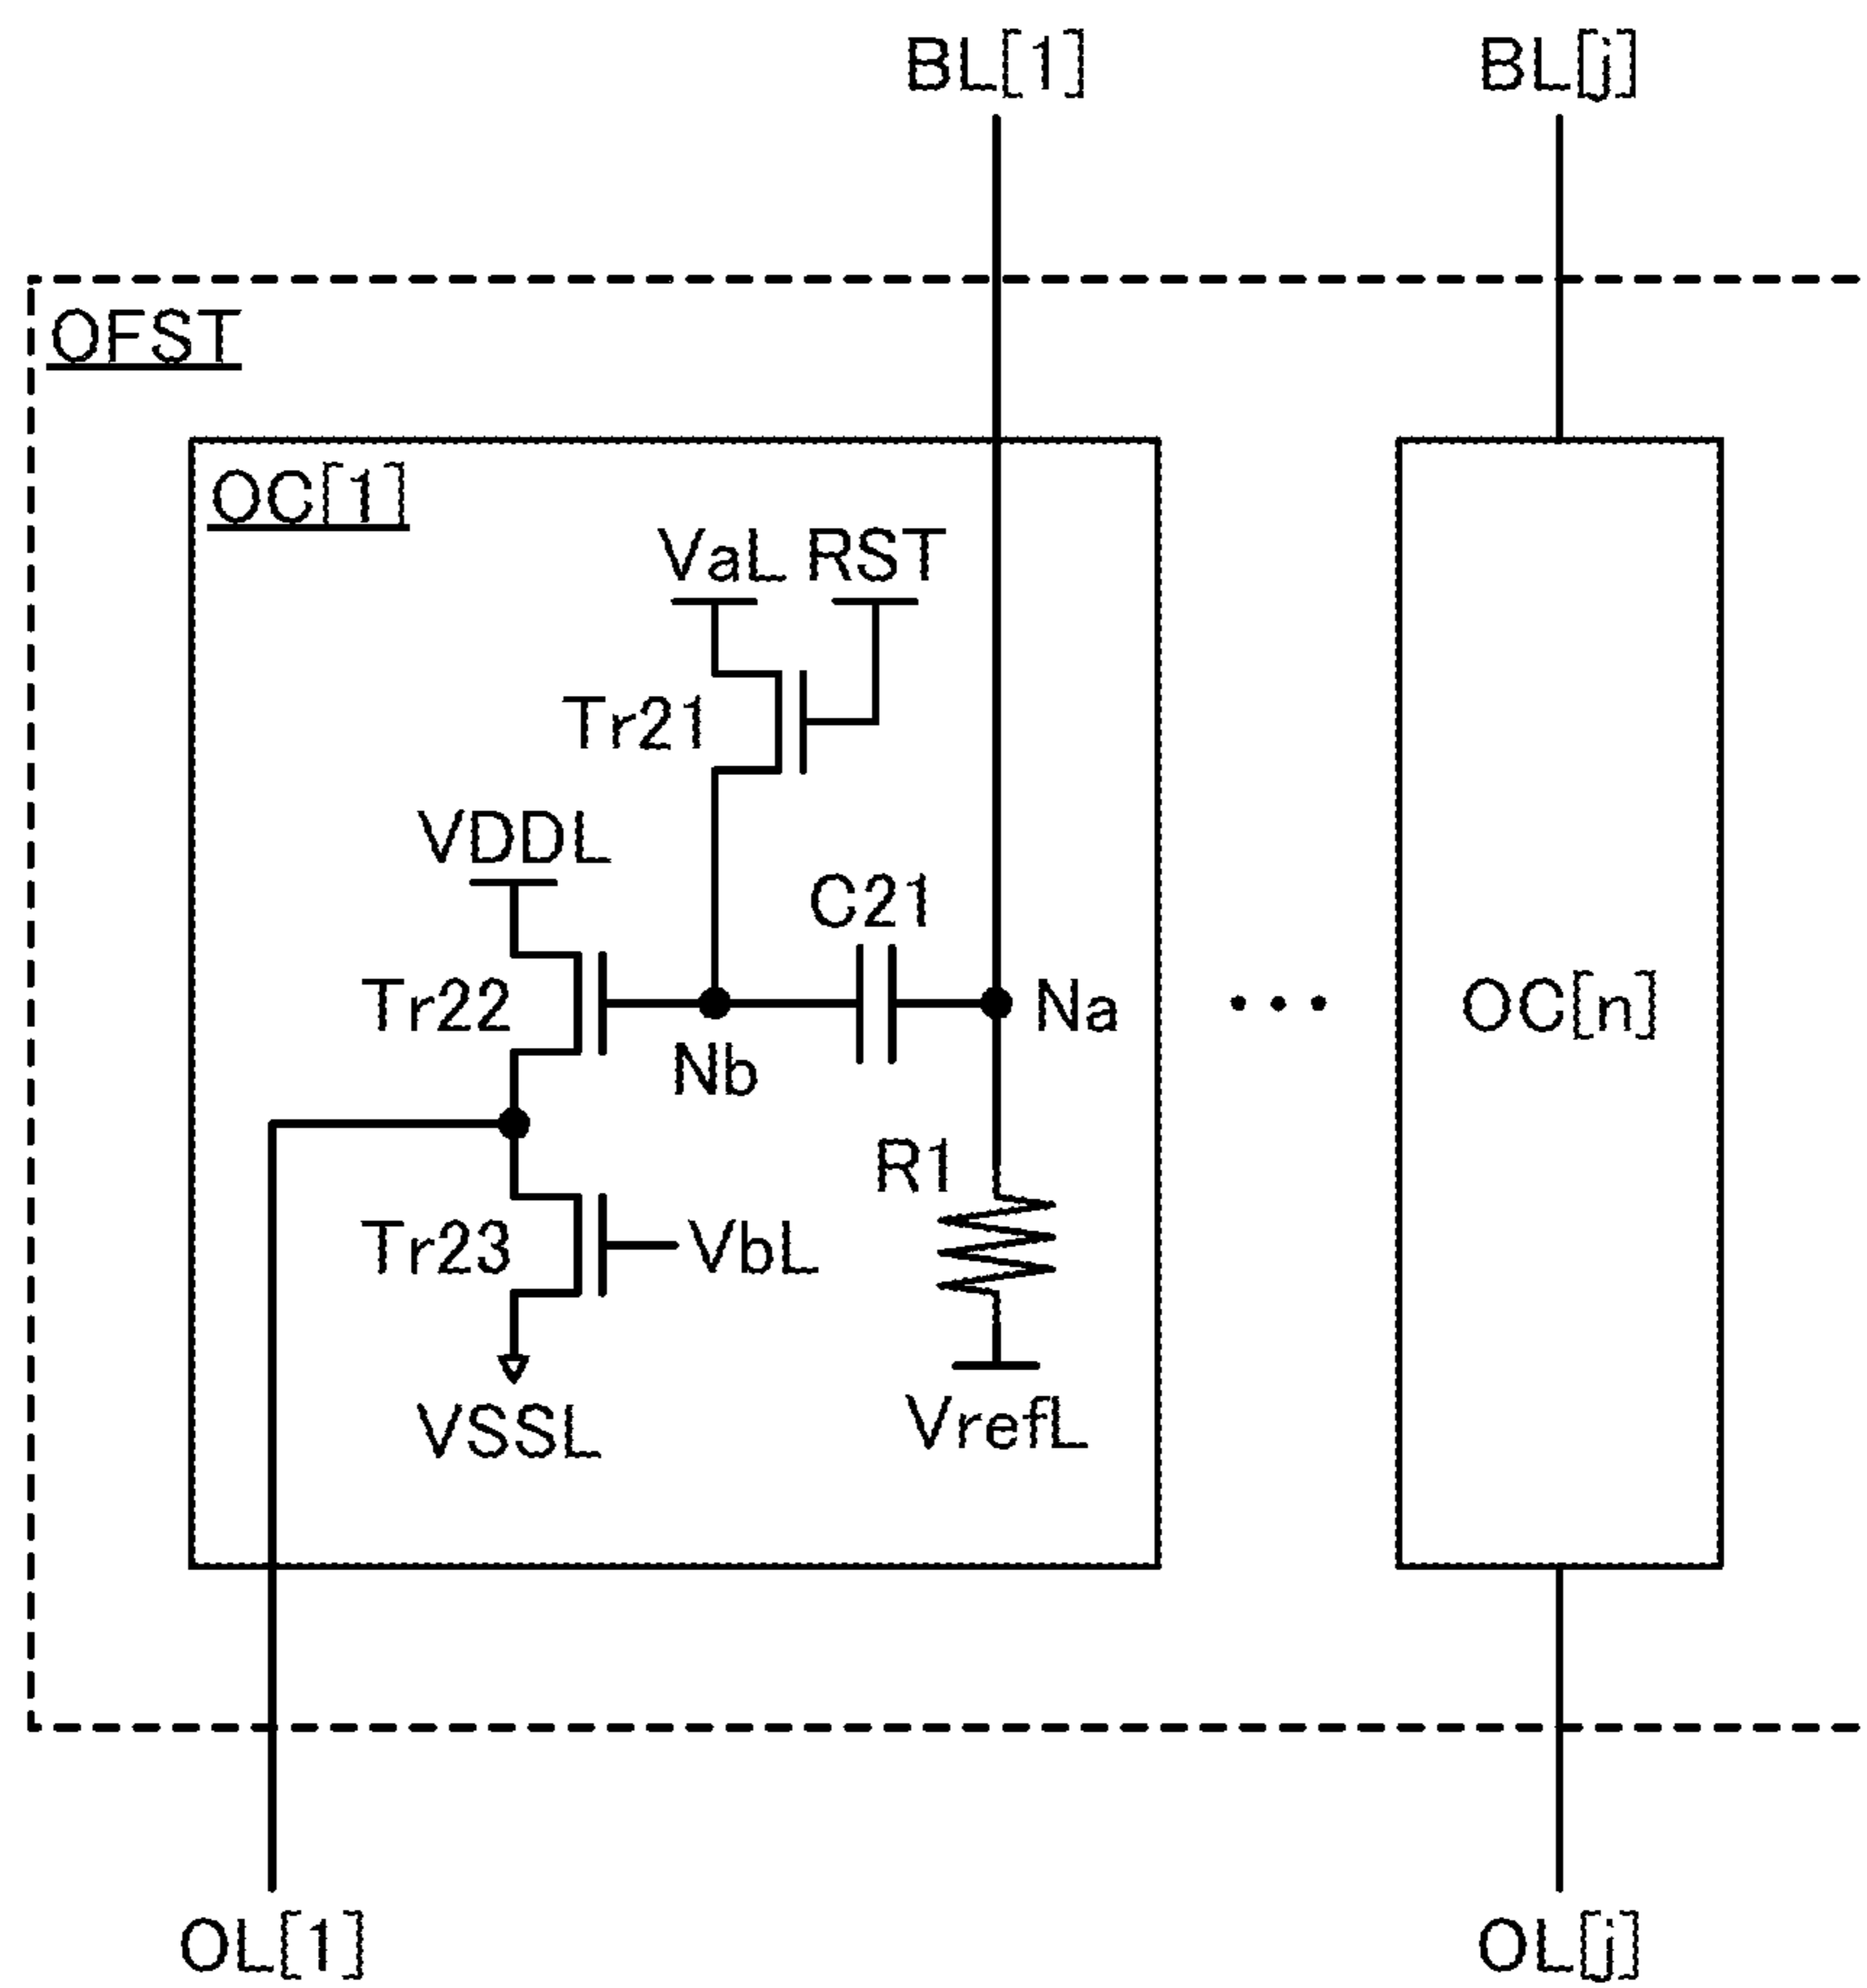 BL[1]
BL[j]
OFST
OC[1]
VaL
RST
Tr21
VDDL
C21
Tr22
Na
OC[n]
Nb
R1
Tr23
VbL
VrefL
VSSL
OL[1]
OL[j]